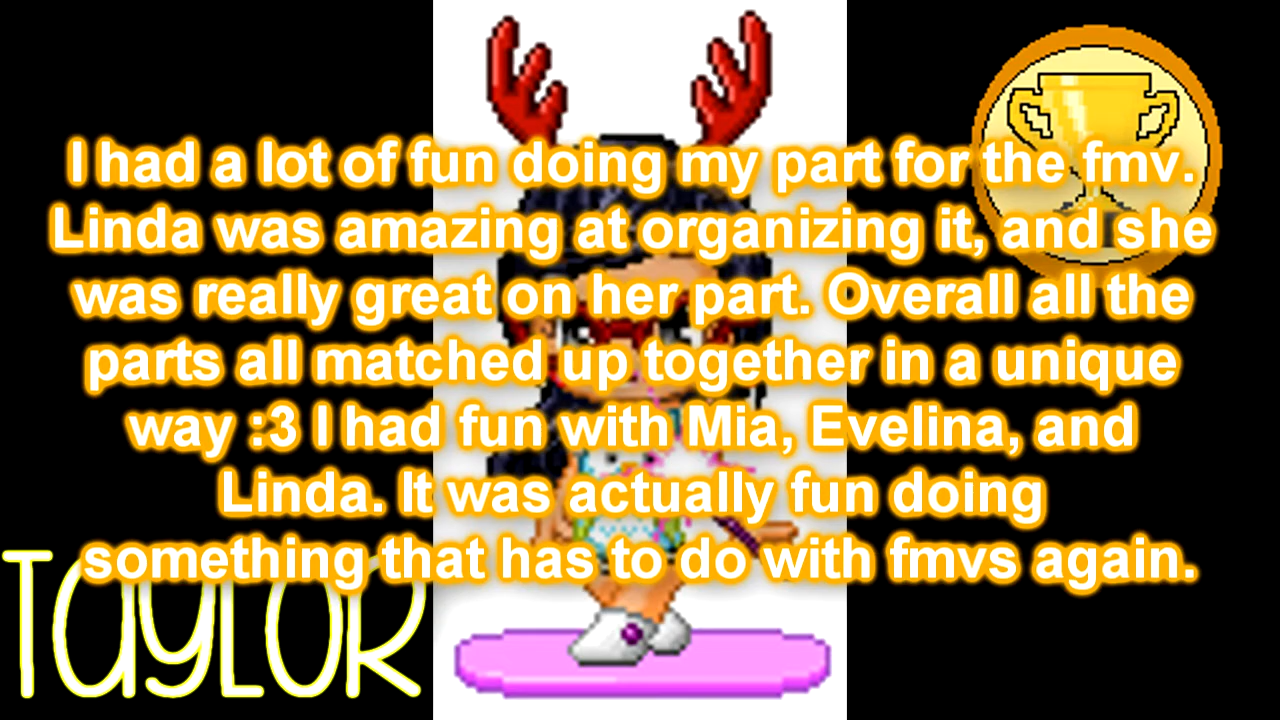 I had a lot of fun doing my part for the fmv.
Linda was amazing at organizing it, and she
was really great on her part. Overall all the
parts all matched up together in a unique
way :3 I had fun with Mia, Evelina, and
Linda. It was actually fun doing
something that has to do with fmvs again.
TayLOR